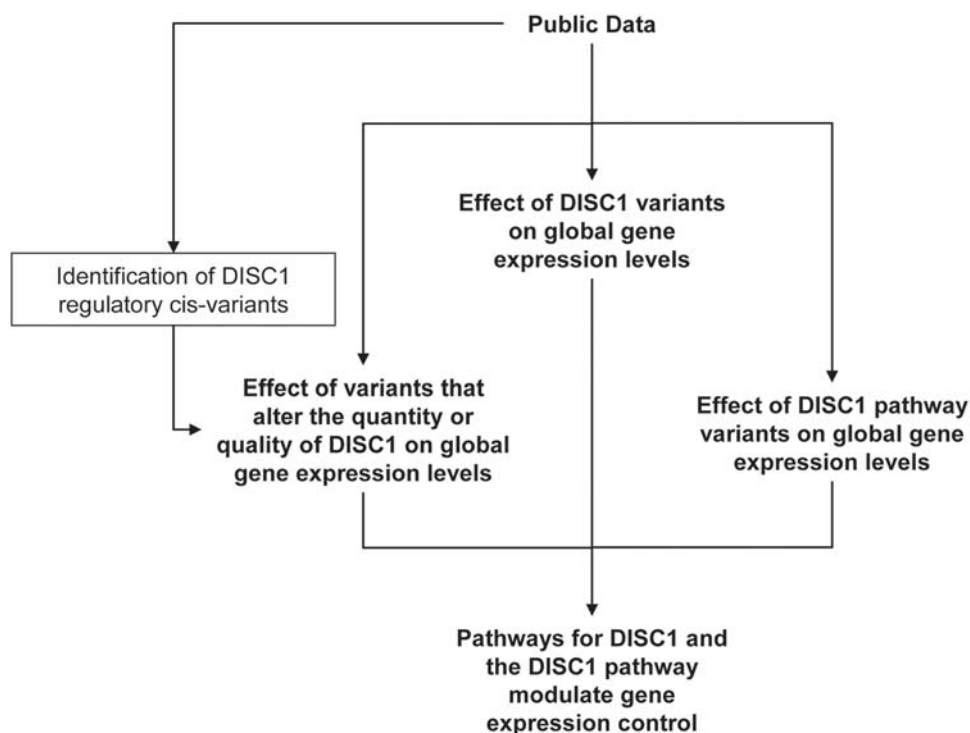 Public Data
Effect of DISC1 variants
on global gene
expression levels
Identification of DISC1
regulatory cis-variants
Effect of variants that
alter the quantity or
quality of DISC1 on global
gene expression levels
Effect of DISC1 pathway
variants on global gene
expression levels
Pathways for DISC1 and
the DISC1 pathway
modulate gene
expression control